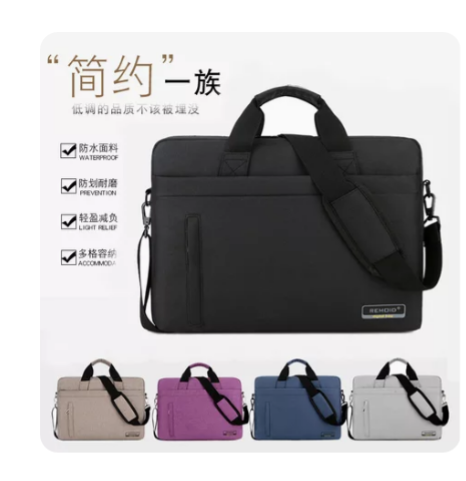 “简约”一族
低调的品质不该被埋没
防水面料
WATERPROOF
防划耐磨
PREVENTION
轻盈减负
LIGHT RELIEF
多格容纳
ACCOMMODA